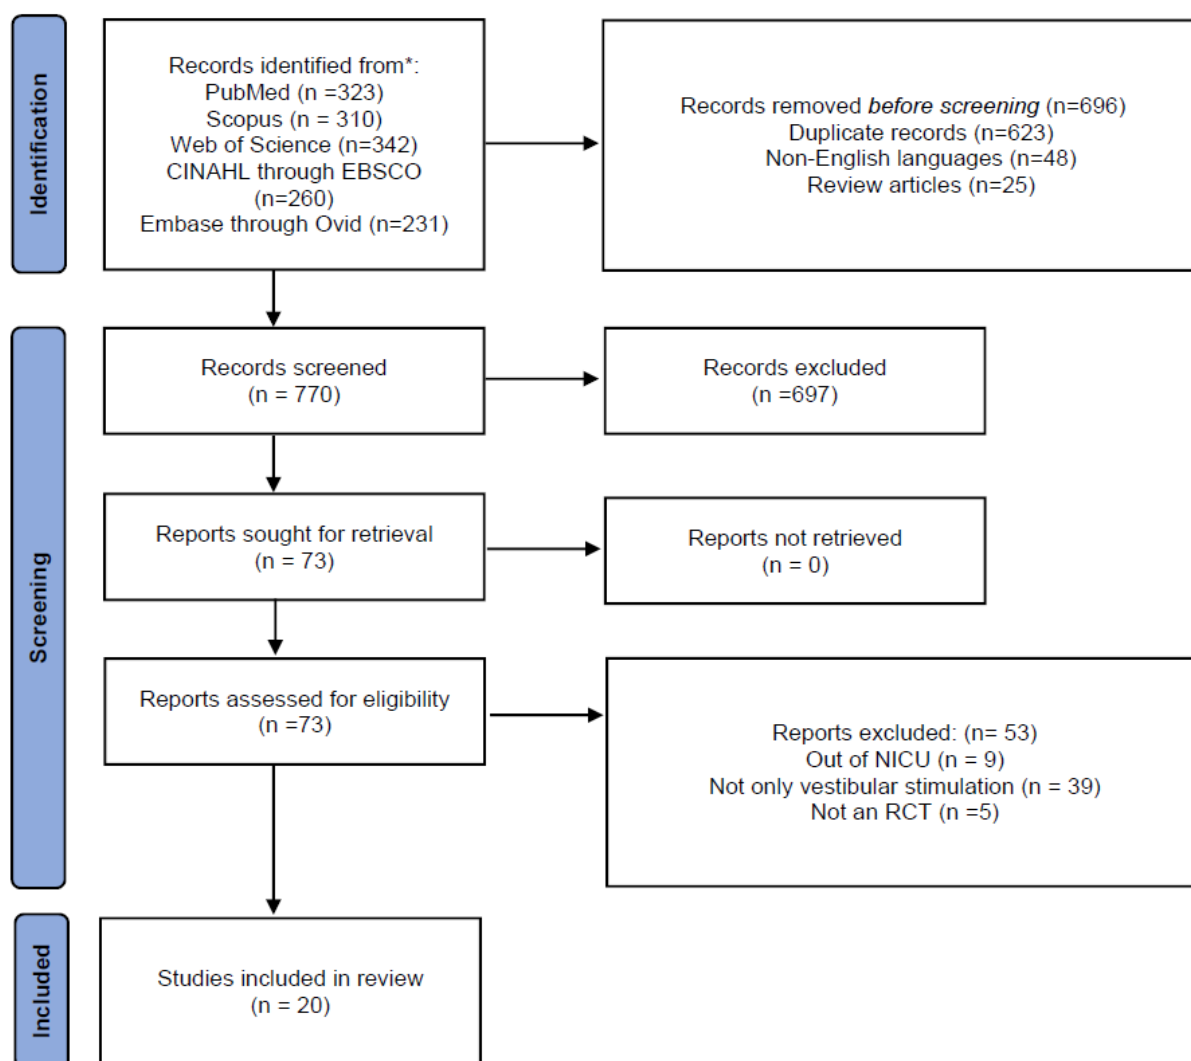 Identification
Records identified from*:
PubMed (n =323)
Scopus (n = 310)
Web of Science (n=342)
CINAHL through EBSCO
(n=260)
Embase through Ovid (n=231)
Records removed before screening (n=696)
Duplicate records (n=623)
Non-English languages (n=48)
Review articles (n=25)
Screening
Records screened
(n = 770)
Records excluded
(n =697)
Reports sought for retrieval
(n = 73)
Reports not retrieved
(n = 0)
Reports assessed for eligibility
(n =73)
Reports excluded: (n= 53)
Out of NICU (n = 9)
Not only vestibular stimulation (n = 39)
Not an RCT (n =5)
Included
Studies included in review
(n = 20)